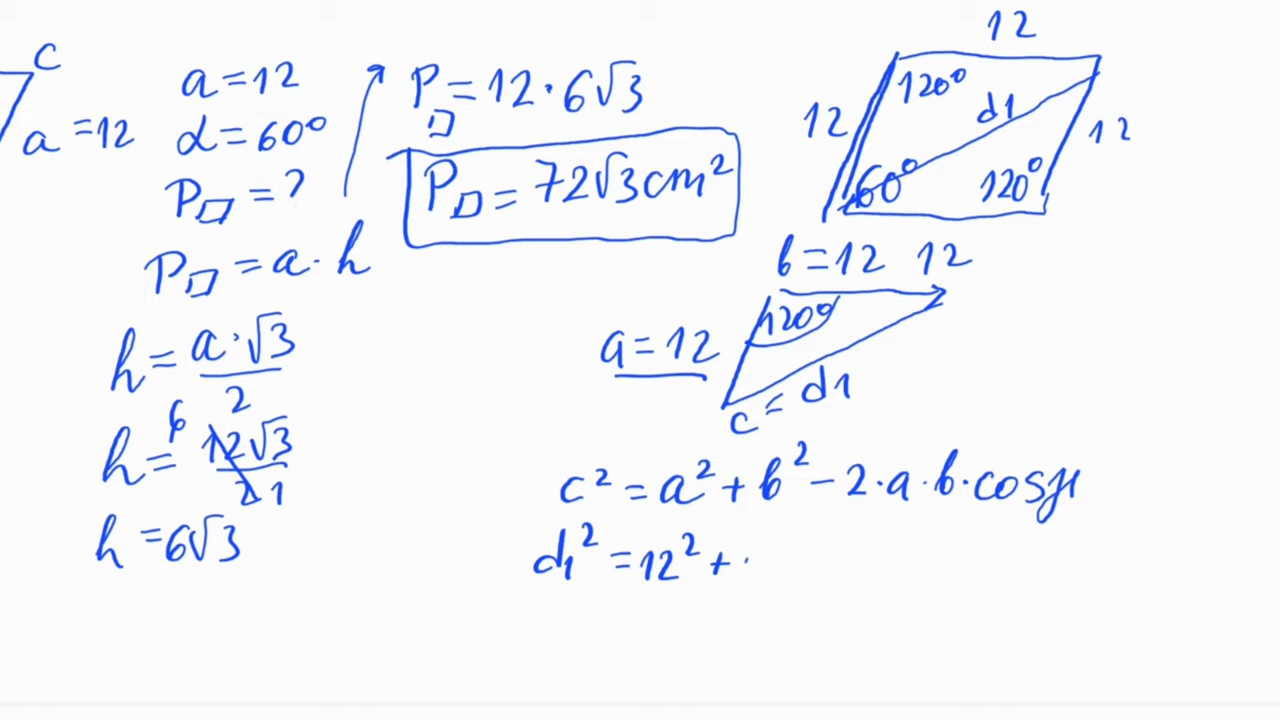 C
a = 12
a = 12
α = 60°
P▱ = ?
P▱ = a · h
h = a·√3 / 2
h = 6 12√3 / 2 1
h = 6√3
P▱ = 12 · 6√3
P▱ = 72√3 cm²
12
120°
d1
12
12
60°
120°
12
b = 12
120°
a = 12
c = d1
c² = a² + b² − 2·a·b·cosγ
d₁² = 12² + ·